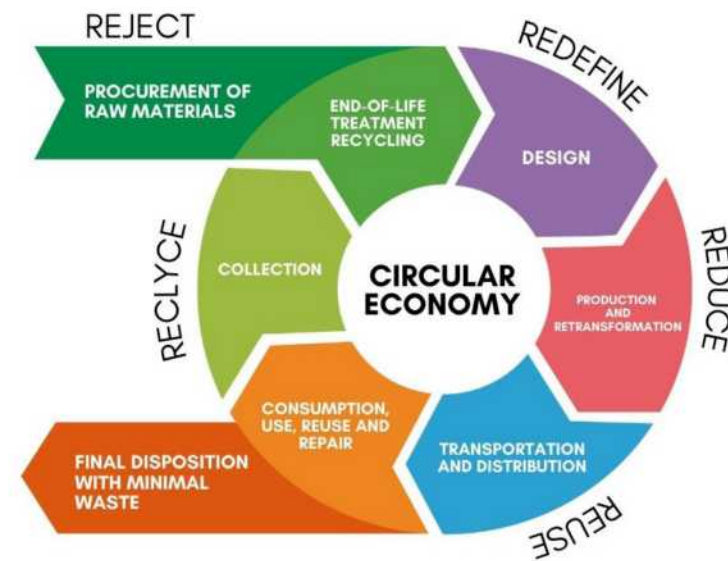 REJECT
REDEFINE
PROCUREMENT OF
RAW MATERIALS
END-OF-LIFE
TREATMENT
RECYCLING
DESIGN
REDUCE
PRODUCTION
AND
RETRANSFORMATION
CIRCULAR
ECONOMY
RECLYCE
COLLECTION
CONSUMPTION,
USE, REUSE AND
REPAIR
TRANSPORTATION
AND DISTRIBUTION
REUSE
FINAL DISPOSITION
WITH MINIMAL
WASTE